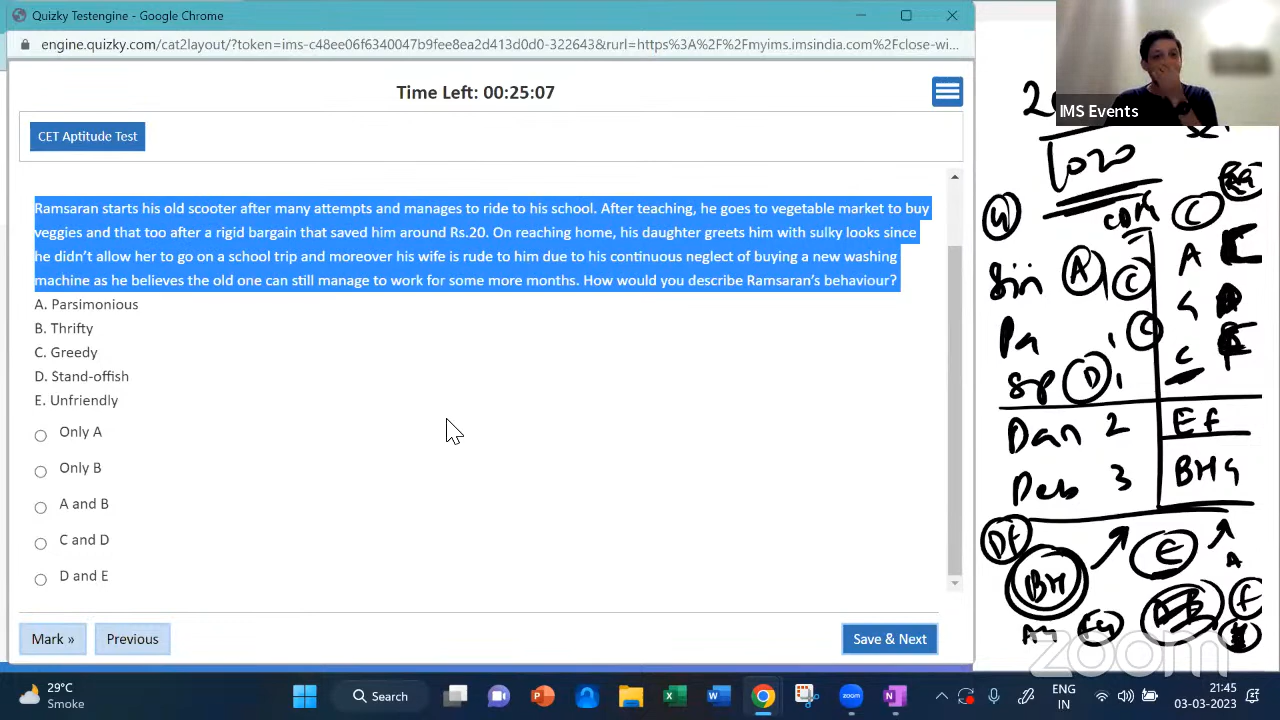 Quizky Testengine - Google Chrome
engine.quizky.com/cat2layout/?token=ims-c48ee06f6340047b9fee8ea2d413d0d0-322643&rurl=https%3A%2F%2Fmyims.imsindia.com%2Fclose-wi...
Time Left: 00:25:07
CET Aptitude Test
Ramsaran starts his old scooter after many attempts and manages to ride to his school. After teaching, he goes to vegetable market to buy
veggies and that too after a rigid bargain that saved him around Rs.20. On reaching home, his daughter greets him with sulky looks since
he didn't allow her to go on a school trip and moreover his wife is rude to him due to his continuous neglect of buying a new washing
machine as he believes the old one can still manage to work for some more months. How would you describe Ramsaran's behaviour?
A. Parsimonious
B. Thrifty
C. Greedy
D. Stand-offish
E. Unfriendly
Only A
Only B
A and B
C and D
D and E
Mark »
Previous
Save & Next
IMS Events
C
A
A C
Pa
C
D
Dan 2 EF
Deb 3 BHG
E
BH
A
zoom
29°C
Smoke
Search
ENG
IN
21:45
03-03-2023